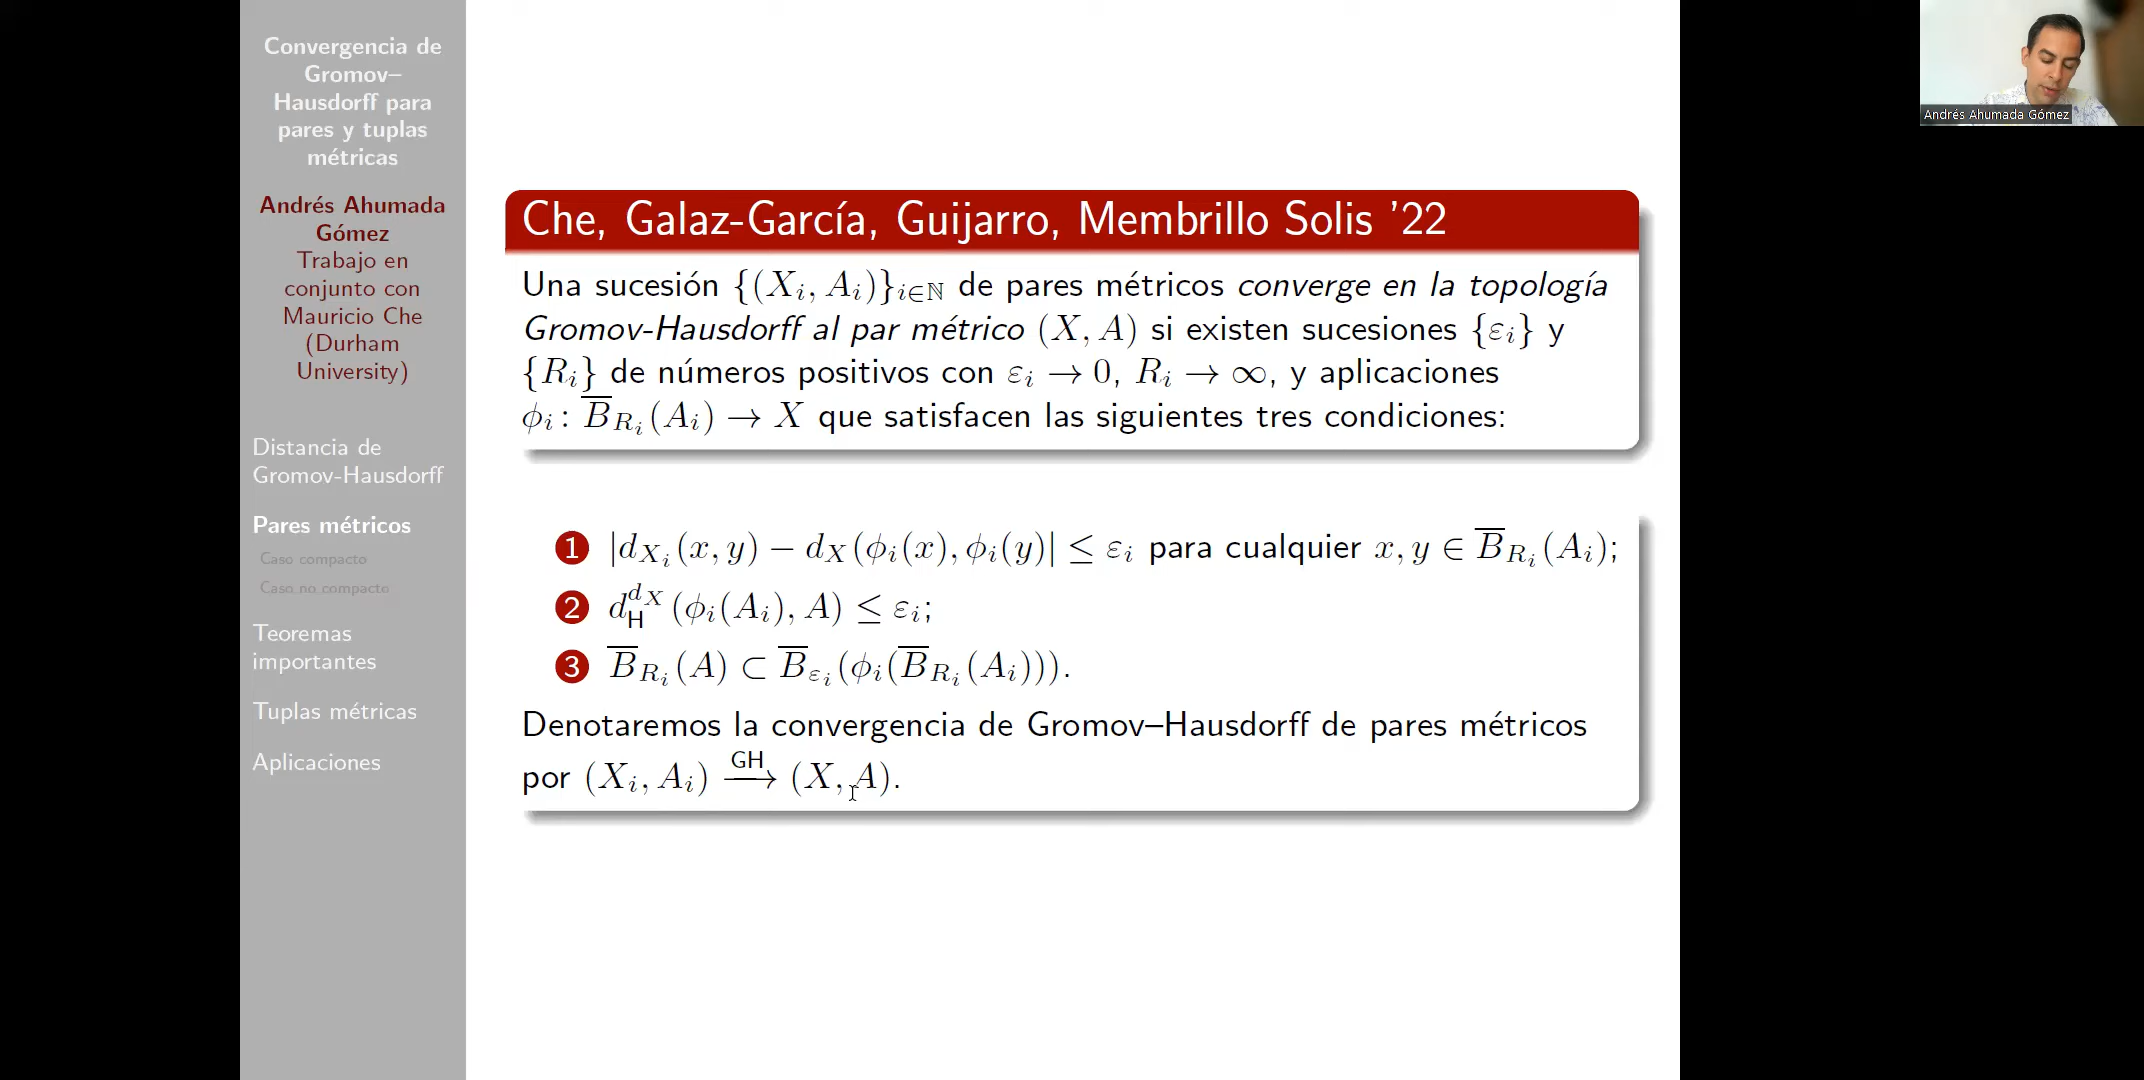 Convergencia de
Gromov–
Hausdorff para
pares y tuplas
métricas
Andrés Ahumada
Gómez
Trabajo en
conjunto con
Mauricio Che
(Durham
University)
Distancia de
Gromov-Hausdorff
Pares métricos
Caso compacto
Caso no compacto
Teoremas
importantes
Tuplas métricas
Aplicaciones
Che, Galaz-García, Guijarro, Membrillo Solis ’22
Una sucesión {(X_i, A_i)}_{i∈ℕ} de pares métricos converge en la topología
Gromov-Hausdorff al par métrico (X, A) si existen sucesiones {ε_i} y
{R_i} de números positivos con ε_i → 0, R_i → ∞, y aplicaciones
ϕ_i : B̅_{R_i}(A_i) → X que satisfacen las siguientes tres condiciones:
1 |d_{X_i}(x, y) − d_X(ϕ_i(x), ϕ_i(y)| ≤ ε_i para cualquier x, y ∈ B̅_{R_i}(A_i);
2 d_H^{d_X}(ϕ_i(A_i), A) ≤ ε_i;
3 B̅_{R_i}(A) ⊂ B̅_{ε_i}(ϕ_i(B̅_{R_i}(A_i))).
Denotaremos la convergencia de Gromov–Hausdorff de pares métricos
por (X_i, A_i) \xrightarrow{GH} (X, A).
Andrés Ahumada Gómez